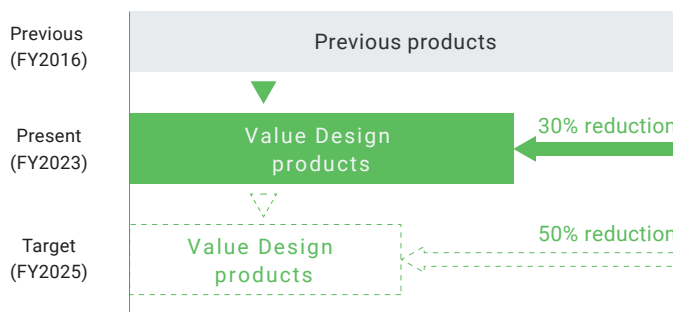 Previous
(FY2016)
Previous products
Present
(FY2023)
Value Design
products
30% reduction
Target
(FY2025)
Value Design
products
50% reduction